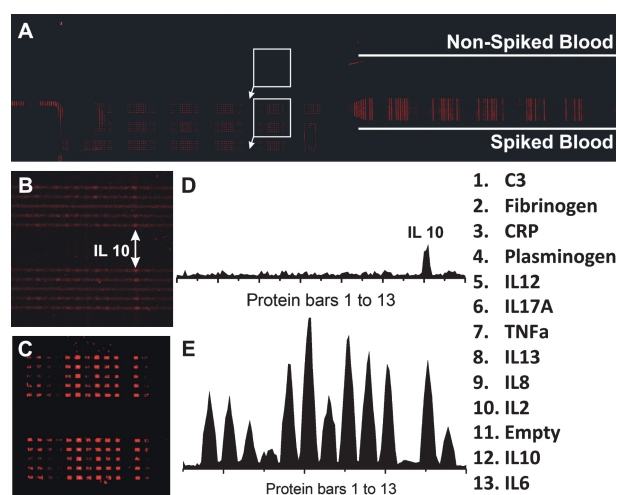 A
Non-Spiked Blood
Spiked Blood
B
IL 10
C
D
IL 10
Protein bars 1 to 13
E
Protein bars 1 to 13
1. C3
2. Fibrinogen
3. CRP
4. Plasminogen
5. IL12
6. IL17A
7. TNFa
8. IL13
9. IL8
10. IL2
11. Empty
12. IL10
13. IL6